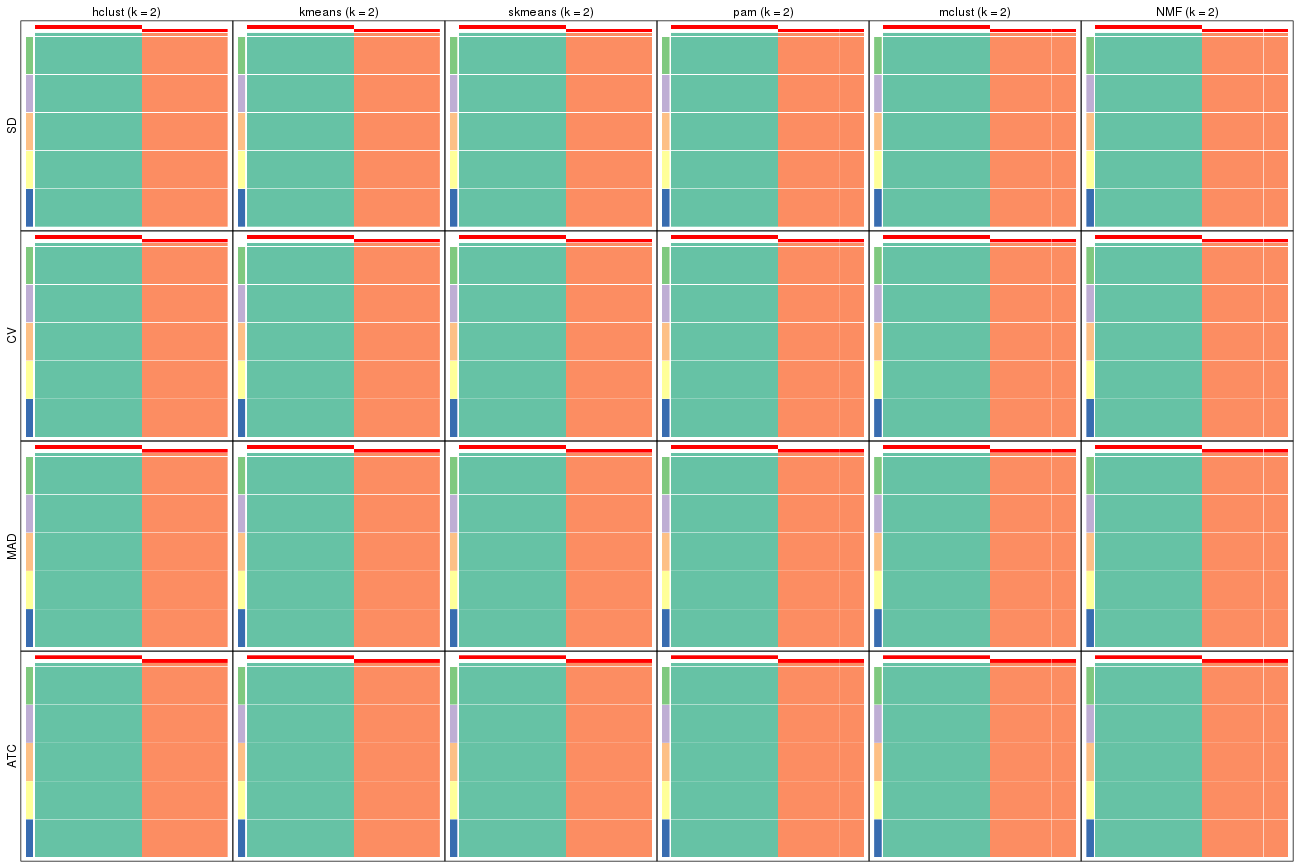 hclust (k = 2)
kmeans (k = 2)
skmeans (k = 2)
pam (k = 2)
mclust (k = 2)
NMF (k = 2)
SD
CV
MAD
ATC